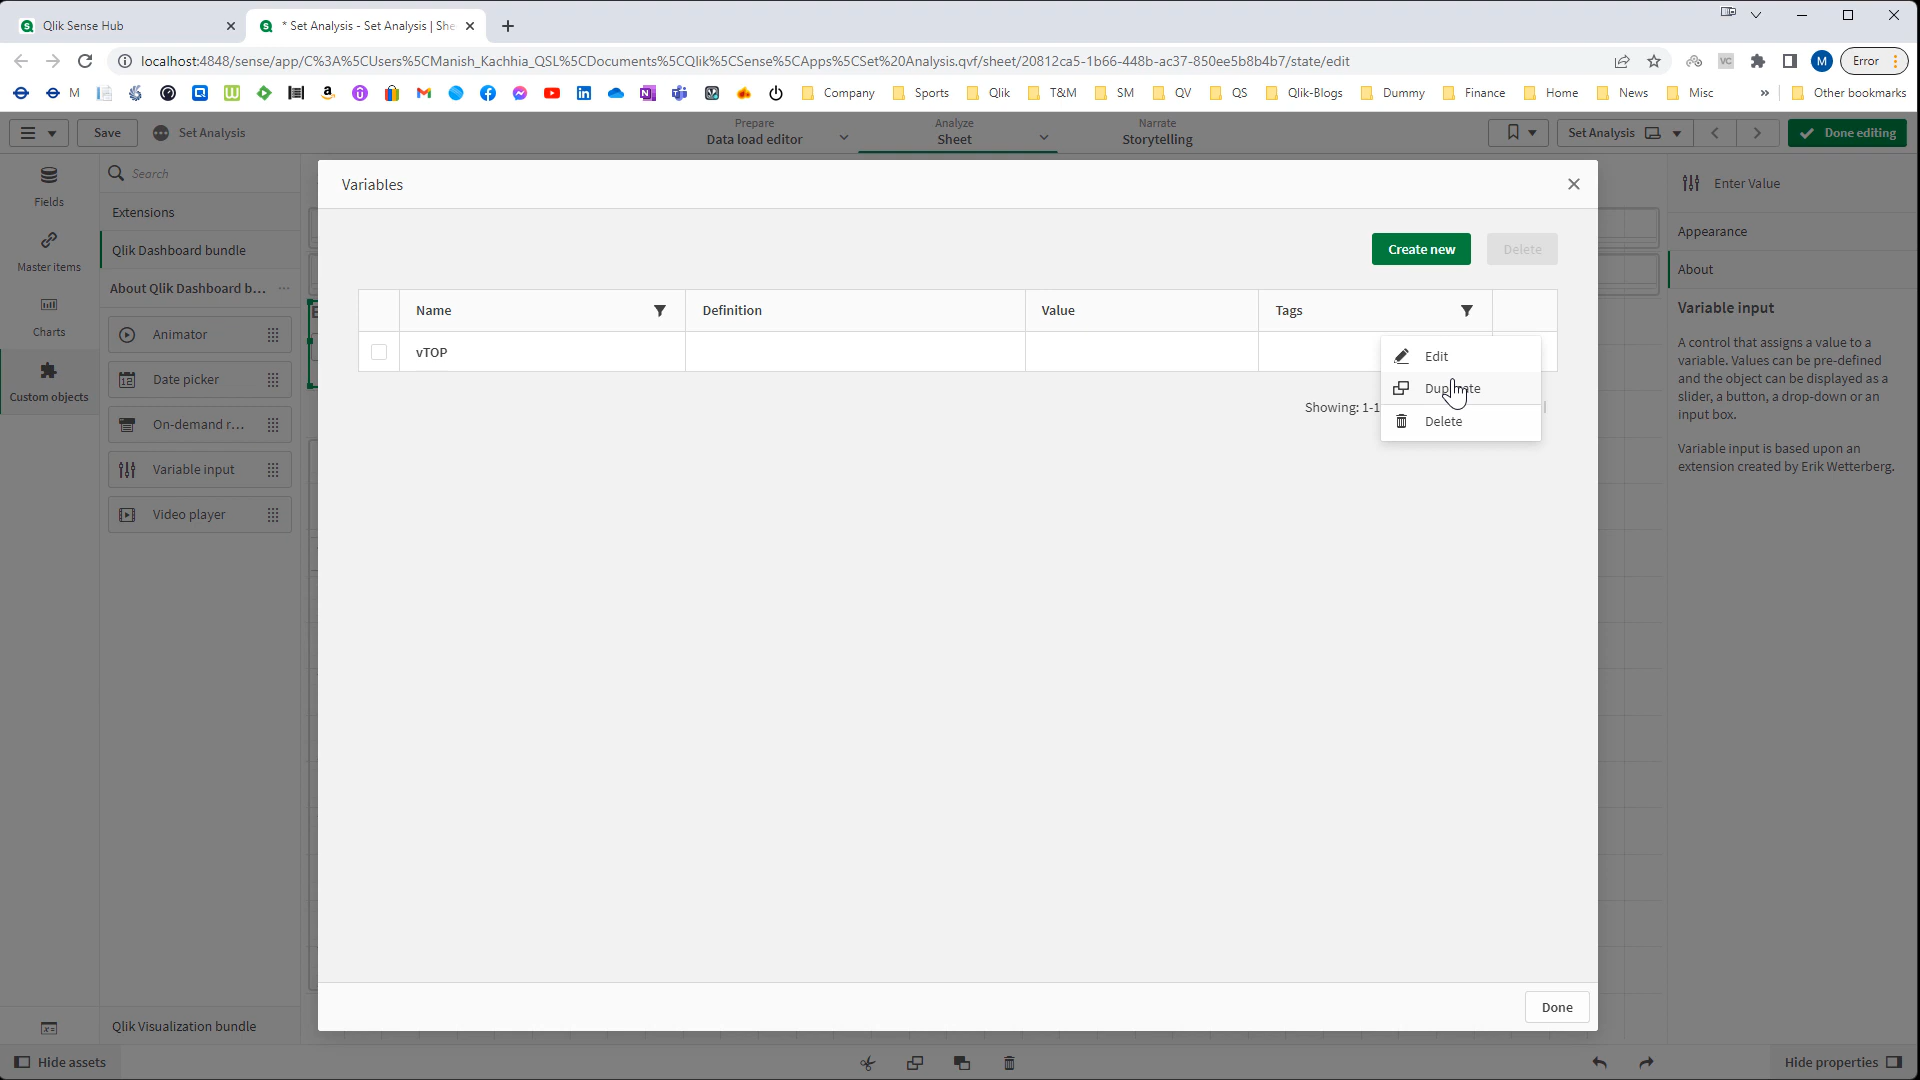 Qlik Sense Hub
* Set Analysis - Set Analysis | She
localhost:4848/sense/app/C%3A%5CUsers%5CManish_Kachhia_QSL%5CDocuments%5CQlik%5CSense%5CApps%5CSet%20Analysis.qvf/sheet/20812ca5-1b66-448b-ac37-850ee5b8b4b7/state/edit
VC
M
Error
M
Company
Sports
Qlik
T&M
SM
QV
QS
Qlik-Blogs
Dummy
Finance
Home
News
Misc
»
Other bookmarks
Save
Set Analysis
Prepare
Data load editor
Analyze
Sheet
Narrate
Storytelling
Set Analysis
Done editing
Fields
Master items
Charts
Custom objects
Search
Extensions
Qlik Dashboard bundle
About Qlik Dashboard b...
Animator
Date picker
On-demand r...
Variable input
Video player
Qlik Visualization bundle
Variables
Create new
Delete
Name
Definition
Value
Tags
vTOP
Edit
Duplicate
Delete
Showing: 1-1
Done
Enter Value
Appearance
About
Variable input
A control that assigns a value to a
variable. Values can be pre-defined
and the object can be displayed as a
slider, a button, a drop-down or an
input box.
Variable input is based upon an
extension created by Erik Wetterberg.
Hide assets
Hide properties